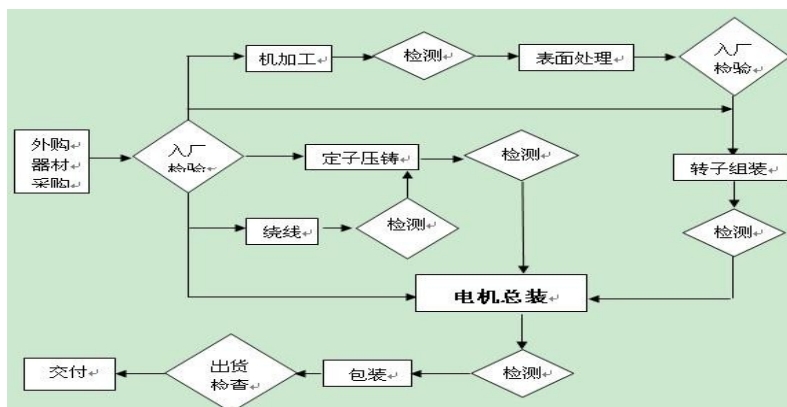 机加工
检测
表面处理
入厂
检验
外购
器材
采购
入厂
检验
定子压铸
检测
转子组装
绕线
检测
检测
电机总装
交付
出货
检查
包装
检测